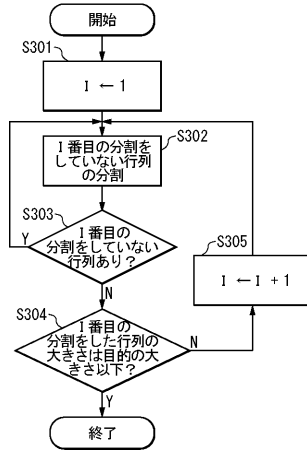 開始
S301
I ← 1
S302
I番目の分割を
していない行列
の分割
S303
I番目の
分割をしていない
行列あり?
Y
N
S304
I番目の
分割をした行列の
大きさは目的の大
きさ以下?
N
Y
S305
I ← I + 1
終了